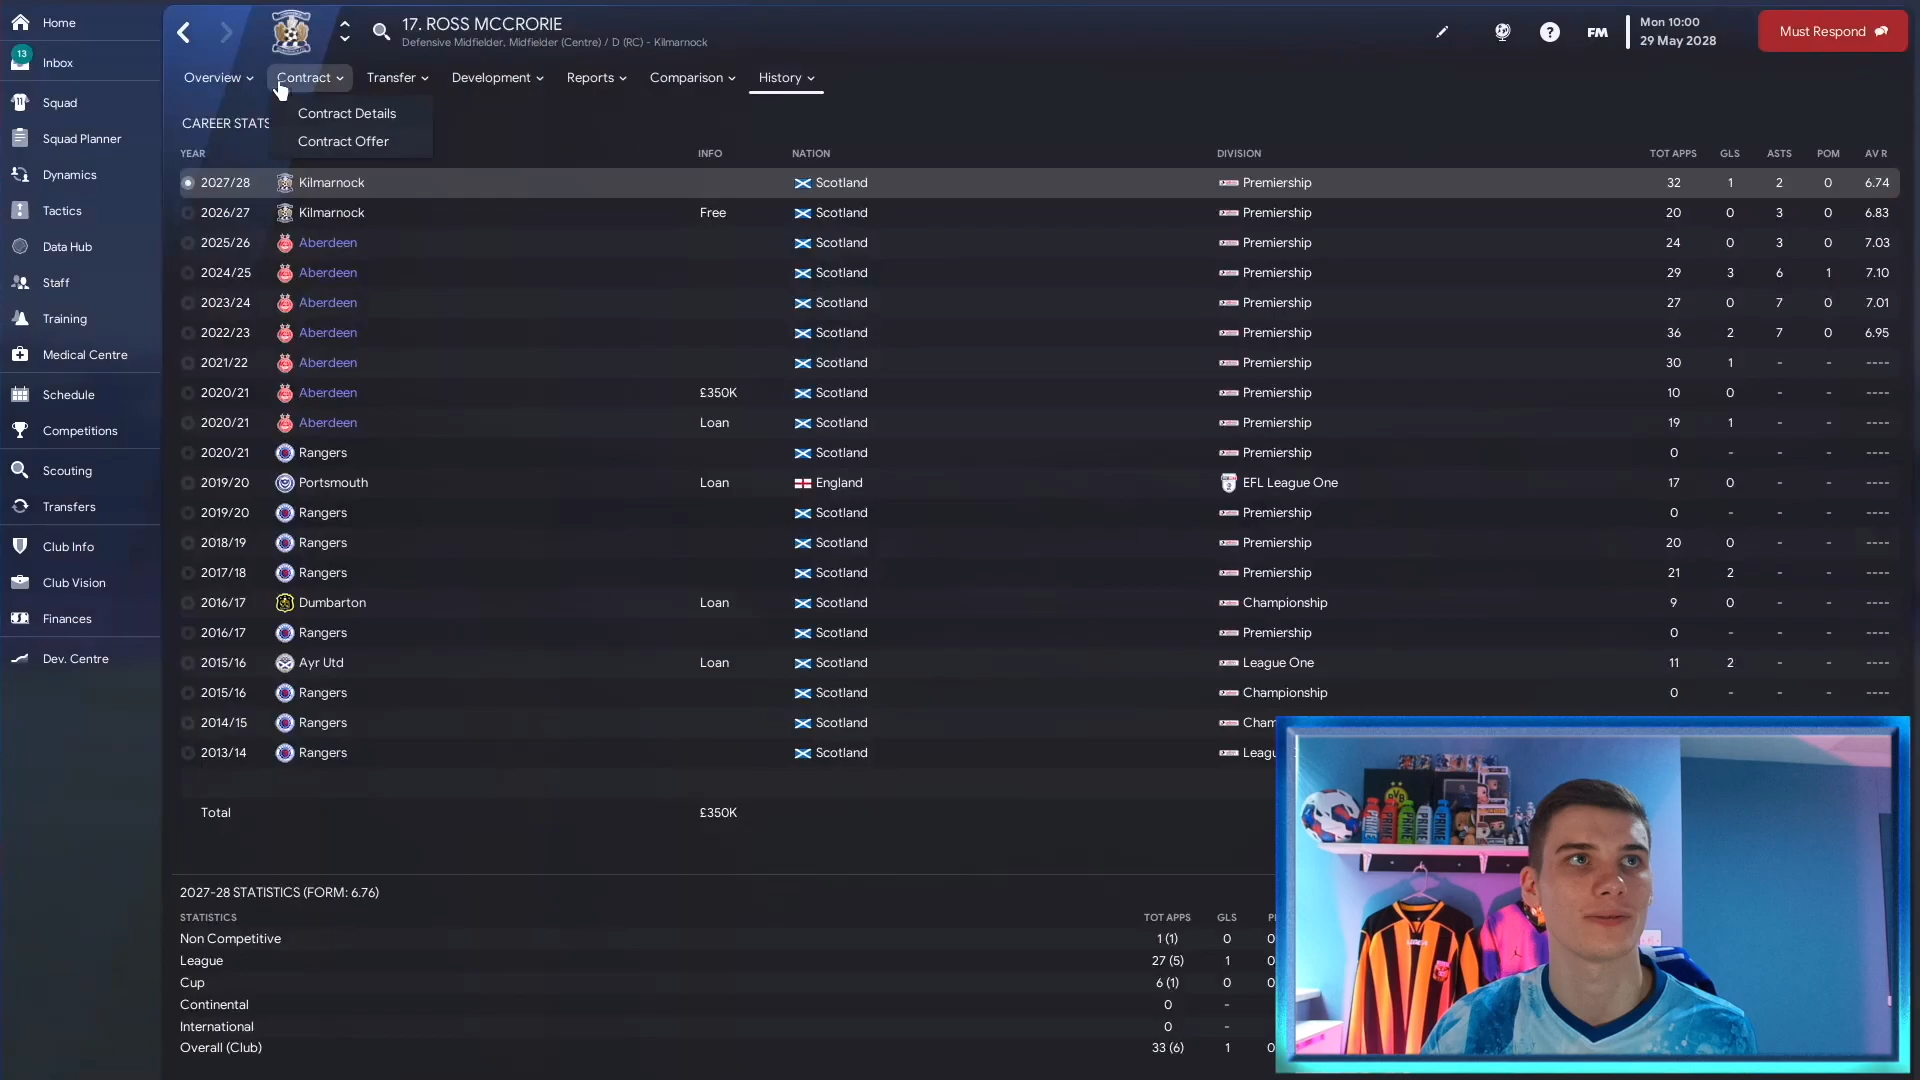 Home
13
Inbox
Squad
Squad Planner
Dynamics
Tactics
Data Hub
Staff
Training
Medical Centre
Schedule
Competitions
Scouting
Transfers
Club Info
Club Vision
Finances
Dev. Centre
17. ROSS MCCRORIE
Defensive Midfielder, Midfielder (Centre) / D (RC) - Kilmarnock
? FM
Mon 10:00
29 May 2028
Must Respond
Overview Contract Transfer Development Reports Comparison History
Contract Details
Contract Offer
CAREER STATS
YEAR INFO NATION DIVISION TOT APPS GLS ASTS POM AV R
2027/28 Kilmarnock Scotland Premiership 32 1 2 0 6.74
2026/27 Kilmarnock Free Scotland Premiership 20 0 3 0 6.83
2025/26 Aberdeen Scotland Premiership 24 0 3 0 7.03
2024/25 Aberdeen Scotland Premiership 29 3 6 1 7.10
2023/24 Aberdeen Scotland Premiership 27 0 7 0 7.01
2022/23 Aberdeen Scotland Premiership 36 2 7 0 6.95
2021/22 Aberdeen Scotland Premiership 30 1 - - ----
2020/21 Aberdeen £350K Scotland Premiership 10 0 - - ----
2020/21 Aberdeen Loan Scotland Premiership 19 1 - - ----
2020/21 Rangers Scotland Premiership 0 - - - ----
2019/20 Portsmouth Loan England EFL League One 17 0 - - ----
2019/20 Rangers Scotland Premiership 0 - - - ----
2018/19 Rangers Scotland Premiership 20 0 - - ----
2017/18 Rangers Scotland Premiership 21 2 - - ----
2016/17 Dumbarton Loan Scotland Championship 9 0 - - ----
2016/17 Rangers Scotland Premiership 0 - - - ----
2015/16 Ayr Utd Loan Scotland League One 11 2 - - ----
2015/16 Rangers Scotland Championship 0 - - - ----
2014/15 Rangers Scotland Cham
2013/14 Rangers Scotland Leagu
Total £350K
2027-28 STATISTICS (FORM: 6.76)
STATISTICS TOT APPS GLS
Non Competitive 1 (1) 0 0
League 27 (5) 1 0
Cup 6 (1) 0 0
Continental 0 -
International 0 -
Overall (Club) 33 (6) 1 0
BVB
09
PRIME PRIME PRIME PRIME PRIME